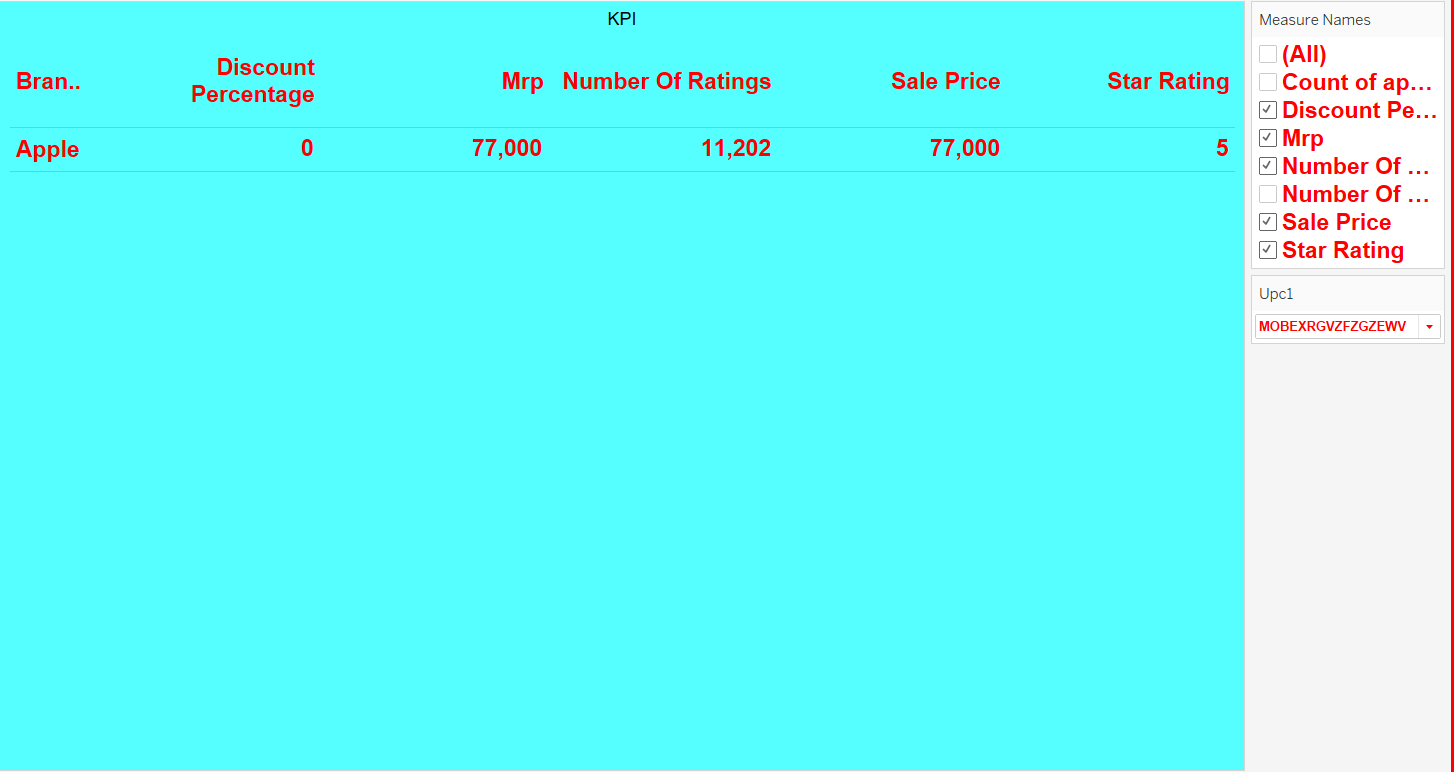 KPI
Bran..
Discount
Percentage
Mrp
Number Of Ratings
Sale Price
Star Rating
Apple 0 77,000 11,202 77,000 5
Measure Names
(All)
Count of ap...
Discount Pe...
Mrp
Number Of ...
Number Of ...
Sale Price
Star Rating
Upc1
MOBEXRGVZFZGZEWV